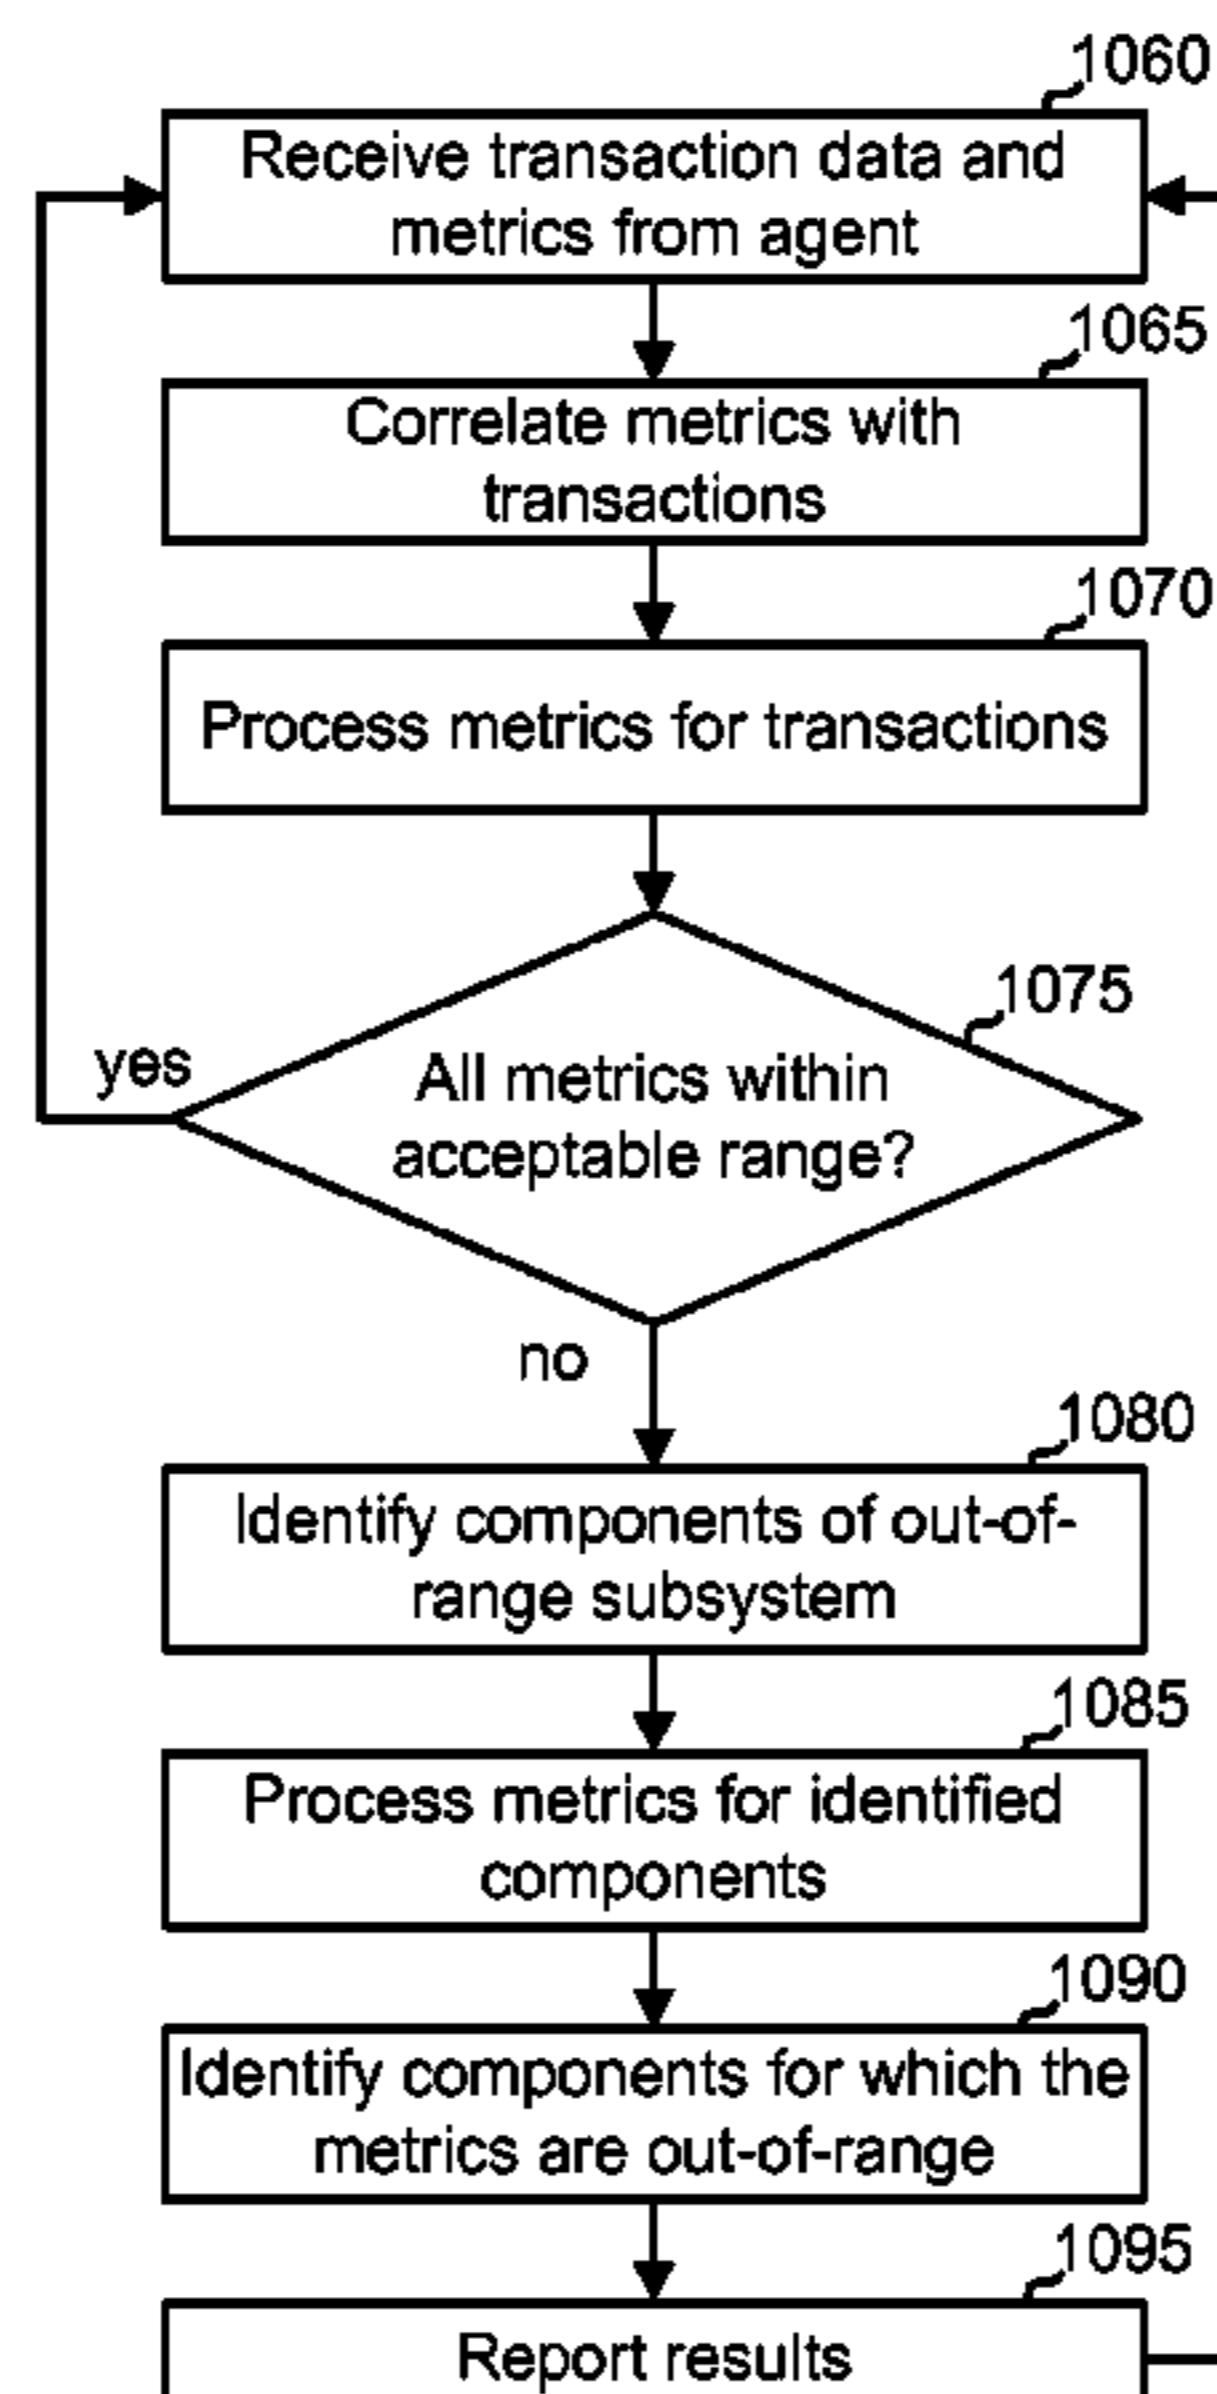 1060
Receive transaction data and
metrics from agent
1065
Correlate metrics with
transactions
1070
Process metrics for transactions
1075
All metrics within
acceptable range?
yes
no
1080
Identify components of out-of-
range subsystem
1085
Process metrics for identified
components
1090
Identify components for which the
metrics are out-of-range
1095
Report results